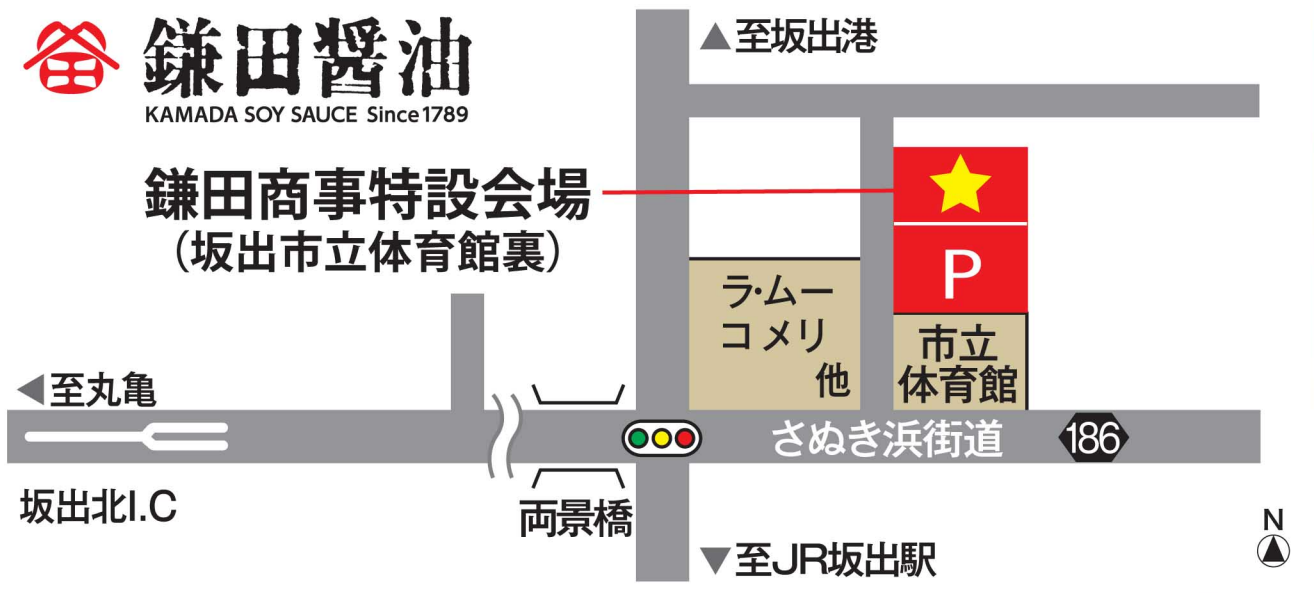 鎌田醤油
KAMADA SOY SAUCE Since1789
▲至坂出港
鎌田商事特設会場
（坂出市立体育館裏）
P
ラ・ムー
コメリ
他
市立
体育館
◀至丸亀
さぬき浜街道
186
坂出北I.C
両景橋
▼至JR坂出駅
N